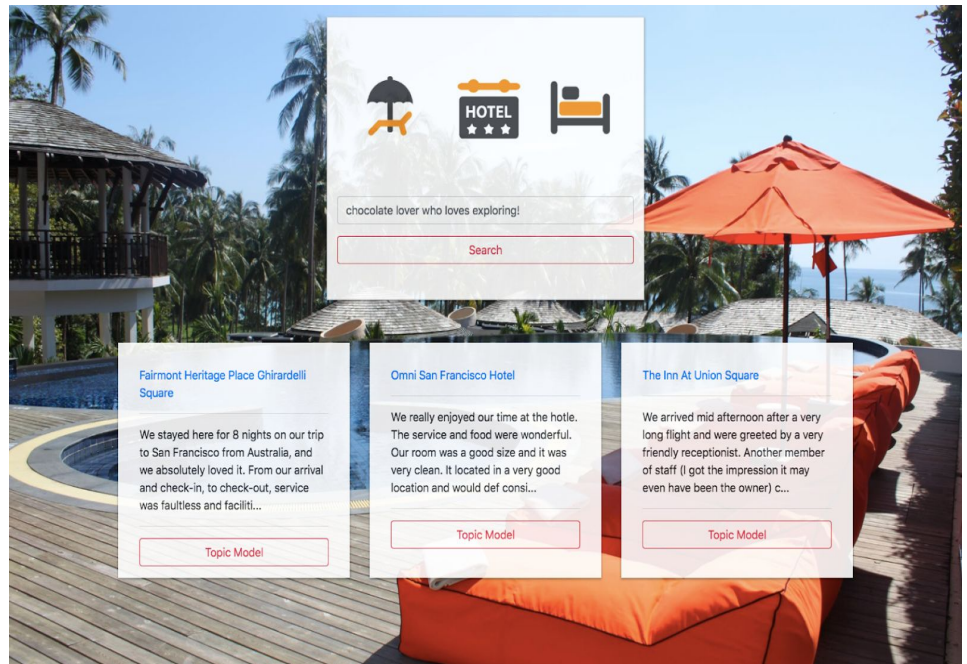 HOTEL
chocolate lover who loves exploring!
Search
Fairmont Heritage Place Ghirardelli
Square
We stayed here for 8 nights on our trip
to San Francisco from Australia, and
we absolutely loved it. From our arrival
and check-in, to check-out, service
was faultless and faciliti...
Topic Model
Omni San Francisco Hotel
We really enjoyed our time at the hotle.
The service and food were wonderful.
Our room was a good size and it was
very clean. It located in a very good
location and would def consi...
Topic Model
The Inn At Union Square
We arrived mid afternoon after a very
long flight and were greeted by a very
friendly receptionist. Another member
of staff (I got the impression it may
even have been the owner) c...
Topic Model